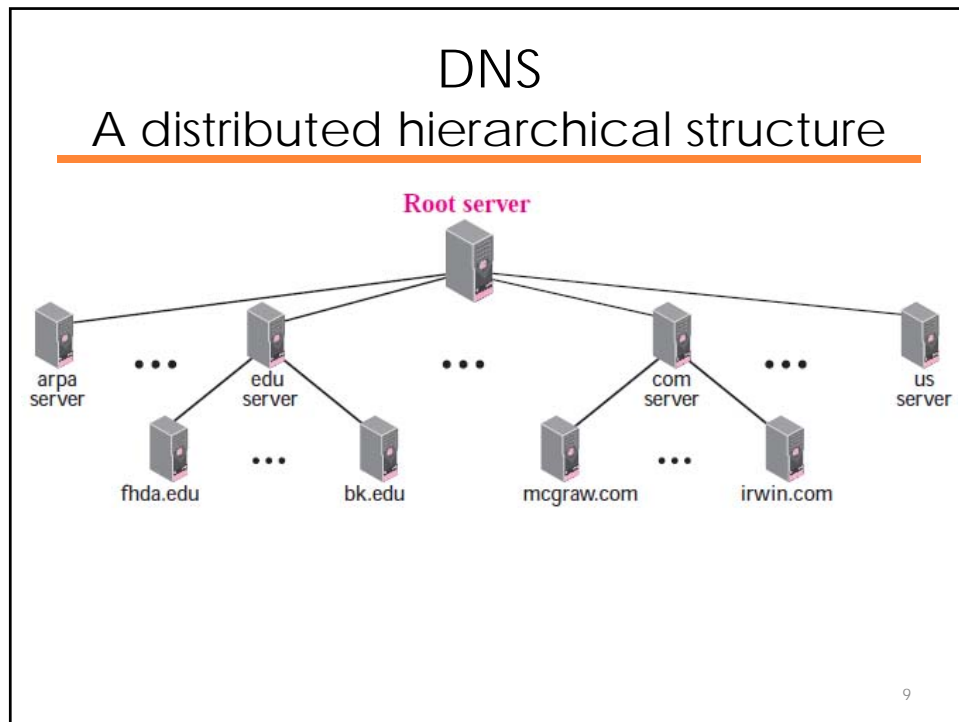 DNS
A distributed hierarchical structure
Root server
arpa server
edu server
com server
us server
fhda.edu
bk.edu
mcgraw.com
irwin.com
9